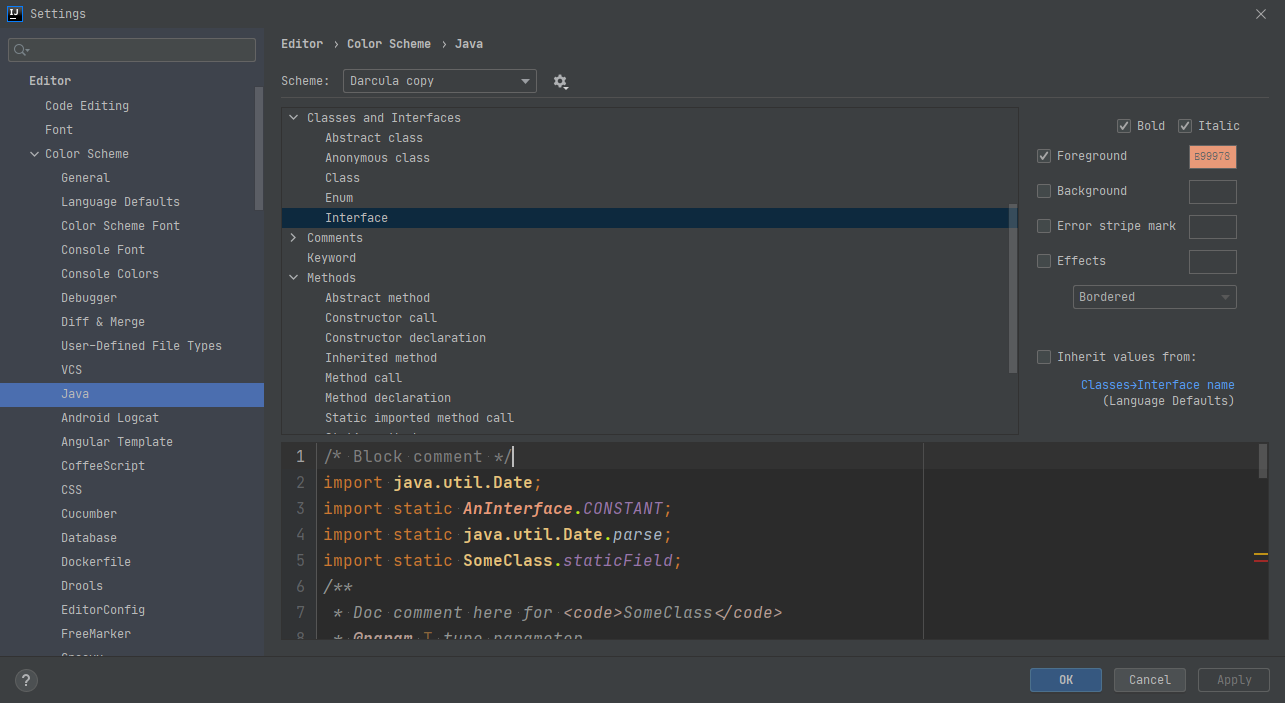 IJ Settings
Editor
Code Editing
Font
Color Scheme
General
Language Defaults
Color Scheme Font
Console Font
Console Colors
Debugger
Diff & Merge
User-Defined File Types
VCS
Java
Android Logcat
Angular Template
CoffeeScript
CSS
Cucumber
Database
Dockerfile
Drools
EditorConfig
FreeMarker
Editor › Color Scheme › Java
Scheme: Darcula copy
Classes and Interfaces
Abstract class
Anonymous class
Class
Enum
Interface
Comments
Keyword
Methods
Abstract method
Constructor call
Constructor declaration
Inherited method
Method call
Method declaration
Static imported method call
Bold Italic
Foreground E99978
Background
Error stripe mark
Effects
Bordered
Inherit values from:
Classes→Interface name
(Language Defaults)
1 /* Block comment */
2 import java.util.Date;
3 import static AnInterface.CONSTANT;
4 import static java.util.Date.parse;
5 import static SomeClass.staticField;
6 /**
7 * Doc comment here for <code>SomeClass</code>
8 * @param T type parameter
? OK Cancel Apply